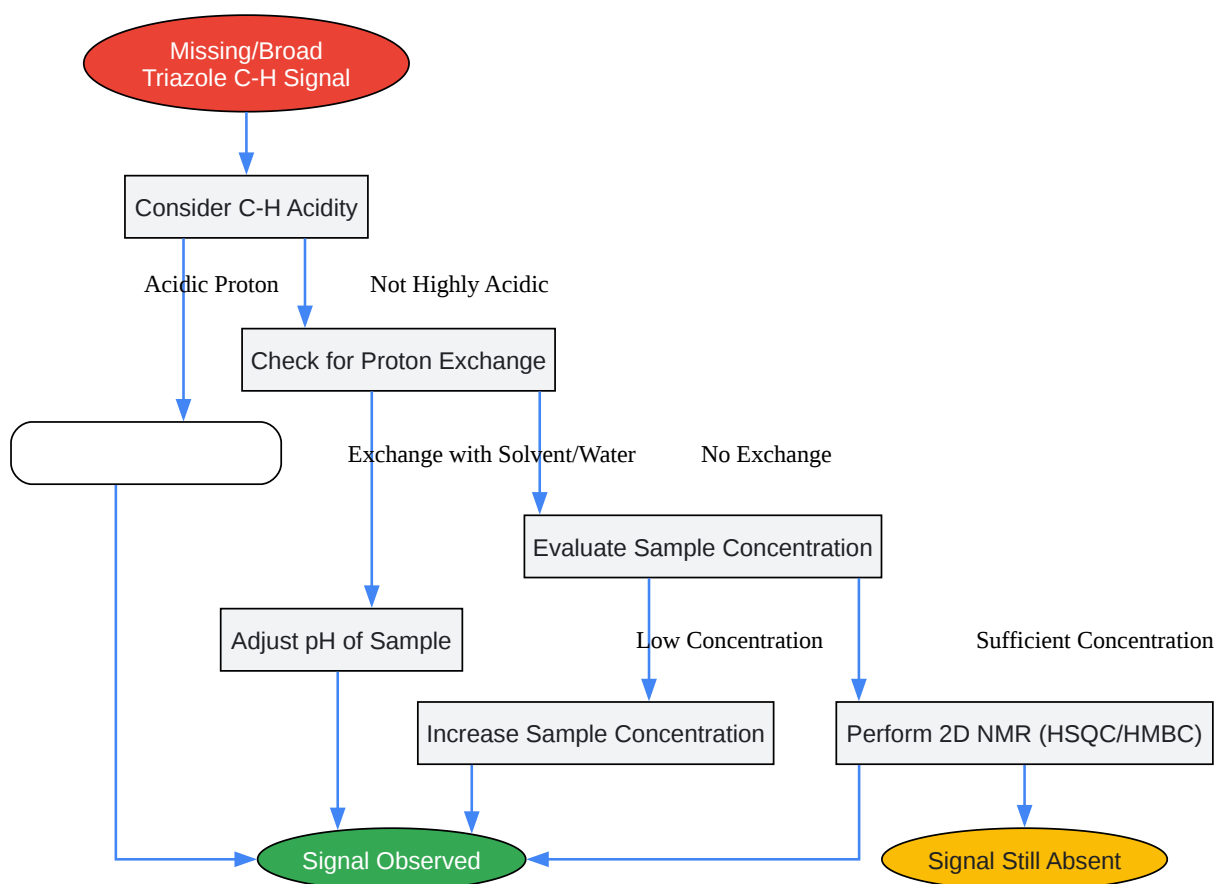 Missing/Broad
Triazole C-H Signal
Consider C-H Acidity
Acidic Proton
Not Highly Acidic
Check for Proton Exchange
Exchange with Solvent/Water
No Exchange
Evaluate Sample Concentration
Adjust pH of Sample
Low Concentration
Sufficient Concentration
Increase Sample Concentration
Perform 2D NMR (HSQC/HMBC)
Signal Observed
Signal Still Absent